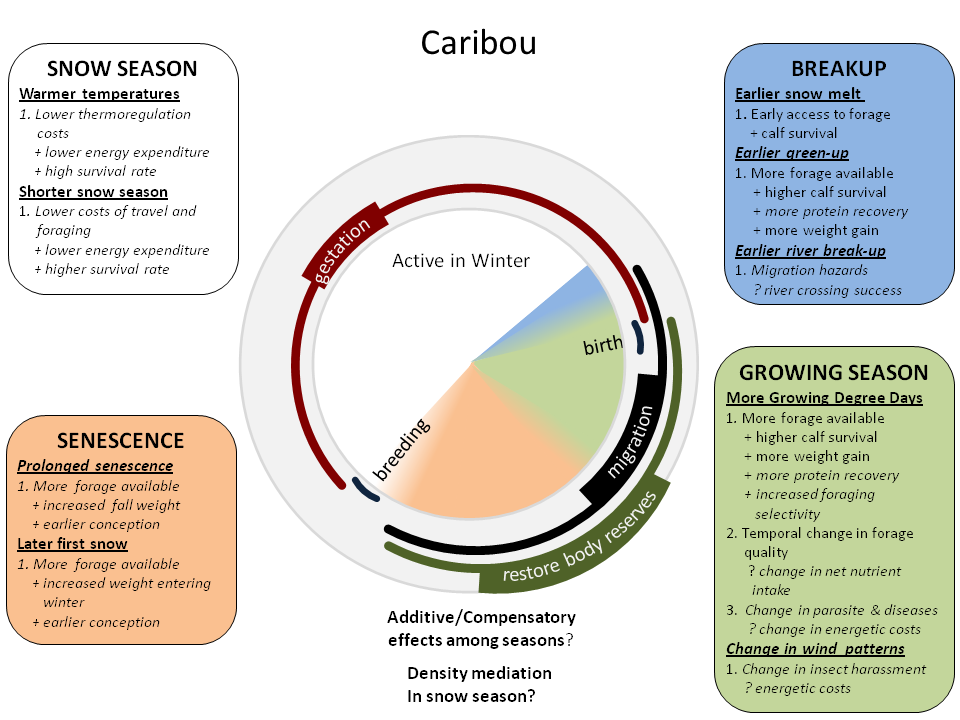 Caribou
SNOW SEASON
Warmer temperatures
1. Lower thermoregulation
costs
+ lower energy expenditure
+ high survival rate
Shorter snow season
1. Lower costs of travel and
foraging
+ lower energy expenditure
+ higher survival rate
BREAKUP
Earlier snow melt
1. Early access to forage
+ calf survival
Earlier green-up
1. More forage available
+ higher calf survival
+ more protein recovery
+ more weight gain
Earlier river break-up
1. Migration hazards
? river crossing success
gestation
Active in Winter
birth
migration
breeding
restore body reserves
SENESCENCE
Prolonged senescence
1. More forage available
+ increased fall weight
+ earlier conception
Later first snow
1. More forage available
+ increased weight entering
winter
+ earlier conception
GROWING SEASON
More Growing Degree Days
1. More forage available
+ higher calf survival
+ more weight gain
+ more protein recovery
+ increased foraging
selectivity
2. Temporal change in forage
quality
? change in net nutrient
intake
3. Change in parasite & diseases
? change in energetic costs
Change in wind patterns
1. Change in insect harassment
? energetic costs
Additive/Compensatory
effects among seasons?
Density mediation
In snow season?